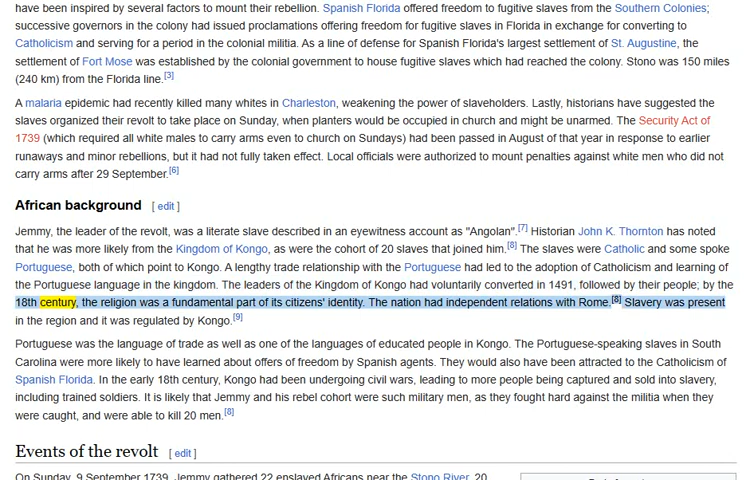 have been inspired by several factors to mount their rebellion. Spanish Florida offered freedom to fugitive slaves from the Southern Colonies;
successive governors in the colony had issued proclamations offering freedom for fugitive slaves in Florida in exchange for converting to
Catholicism and serving for a period in the colonial militia. As a line of defense for Spanish Florida's largest settlement of St. Augustine, the
settlement of Fort Mose was established by the colonial government to house fugitive slaves which had reached the colony. Stono was 150 miles
(240 km) from the Florida line.[3]
A malaria epidemic had recently killed many whites in Charleston, weakening the power of slaveholders. Lastly, historians have suggested the
slaves organized their revolt to take place on Sunday, when planters would be occupied in church and might be unarmed. The Security Act of
1739 (which required all white males to carry arms even to church on Sundays) had been passed in August of that year in response to earlier
runaways and minor rebellions, but it had not fully taken effect. Local officials were authorized to mount penalties against white men who did not
carry arms after 29 September.[6]
African background [ edit ]
Jemmy, the leader of the revolt, was a literate slave described in an eyewitness account as "Angolan".[7] Historian John K. Thornton has noted
that he was more likely from the Kingdom of Kongo, as were the cohort of 20 slaves that joined him.[8] The slaves were Catholic and some spoke
Portuguese, both of which point to Kongo. A lengthy trade relationship with the Portuguese had led to the adoption of Catholicism and learning of
the Portuguese language in the kingdom. The leaders of the Kingdom of Kongo had voluntarily converted in 1491, followed by their people; by the
18th century, the religion was a fundamental part of its citizens' identity. The nation had independent relations with Rome.[8] Slavery was present
in the region and it was regulated by Kongo.[9]
Portuguese was the language of trade as well as one of the languages of educated people in Kongo. The Portuguese-speaking slaves in South
Carolina were more likely to have learned about offers of freedom by Spanish agents. They would also have been attracted to the Catholicism of
Spanish Florida. In the early 18th century, Kongo had been undergoing civil wars, leading to more people being captured and sold into slavery,
including trained soldiers. It is likely that Jemmy and his rebel cohort were such military men, as they fought hard against the militia when they
were caught, and were able to kill 20 men.[8]
Events of the revolt [ edit ]
On Sunday, 9 September 1739, Jemmy gathered 22 enslaved Africans near the Stono River, 20